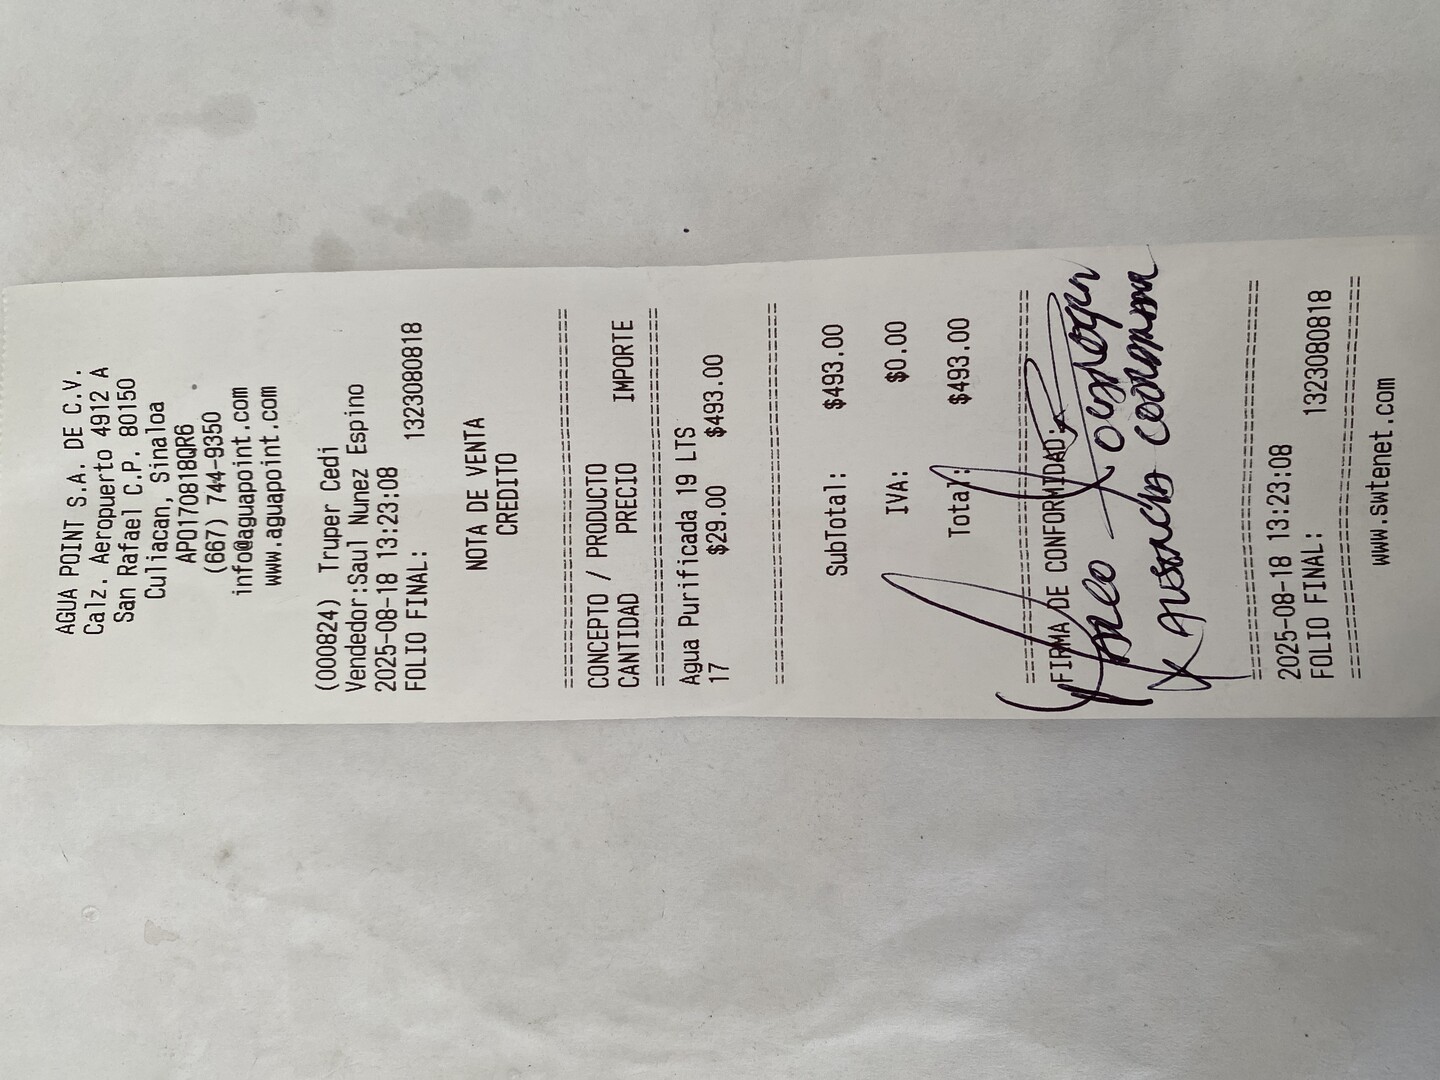 AGUA POINT S.A. DE C.V.
Calz. Aeropuerto 4912 A
San Rafael C.P. 80150
Culiacan, Sinaloa
APO170818QR6
(667) 744-9350
info@aguapoint.com
www.aguapoint.com
(000824) Truper Cedi
Vendedor:Saul Nunez Espino
2025-08-18 13:23:08
FOLIO FINAL: 1323080818
NOTA DE VENTA
CREDITO
==============================
CONCEPTO / PRODUCTO
CANTIDAD PRECIO IMPORTE
==============================
Agua Purificada 19 LTS
17 $29.00 $493.00
==============================
SubTotal: $493.00
IVA: $0.00
Total: $493.00
==============================
FIRMA DE CONFORMIDAD:
==============================
2025-08-18 13:23:08
FOLIO FINAL: 1323080818
==============================
www.swtenet.com